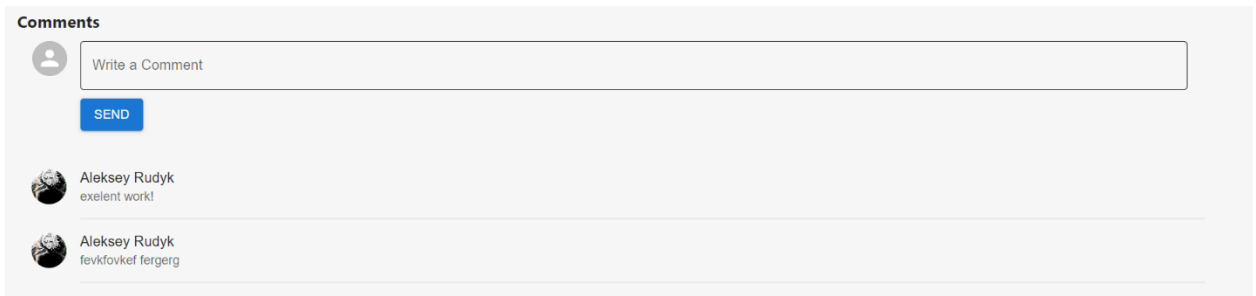 Comments
Write a Comment
SEND
Aleksey Rudyk
exelent work!
Aleksey Rudyk
fevkfovkef fergerg